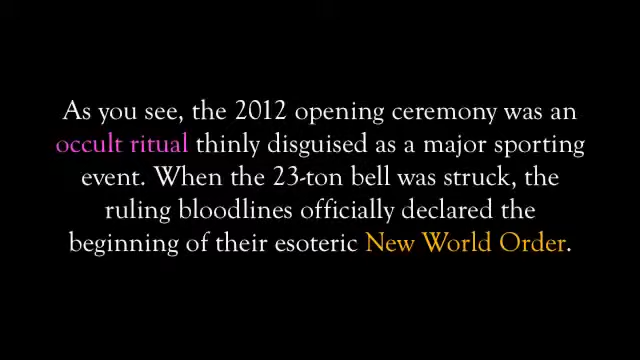 As you see, the 2012 opening ceremony was an
occult ritual thinly disguised as a major sporting
event. When the 23-ton bell was struck, the
ruling bloodlines officially declared the
beginning of their esoteric New World Order.